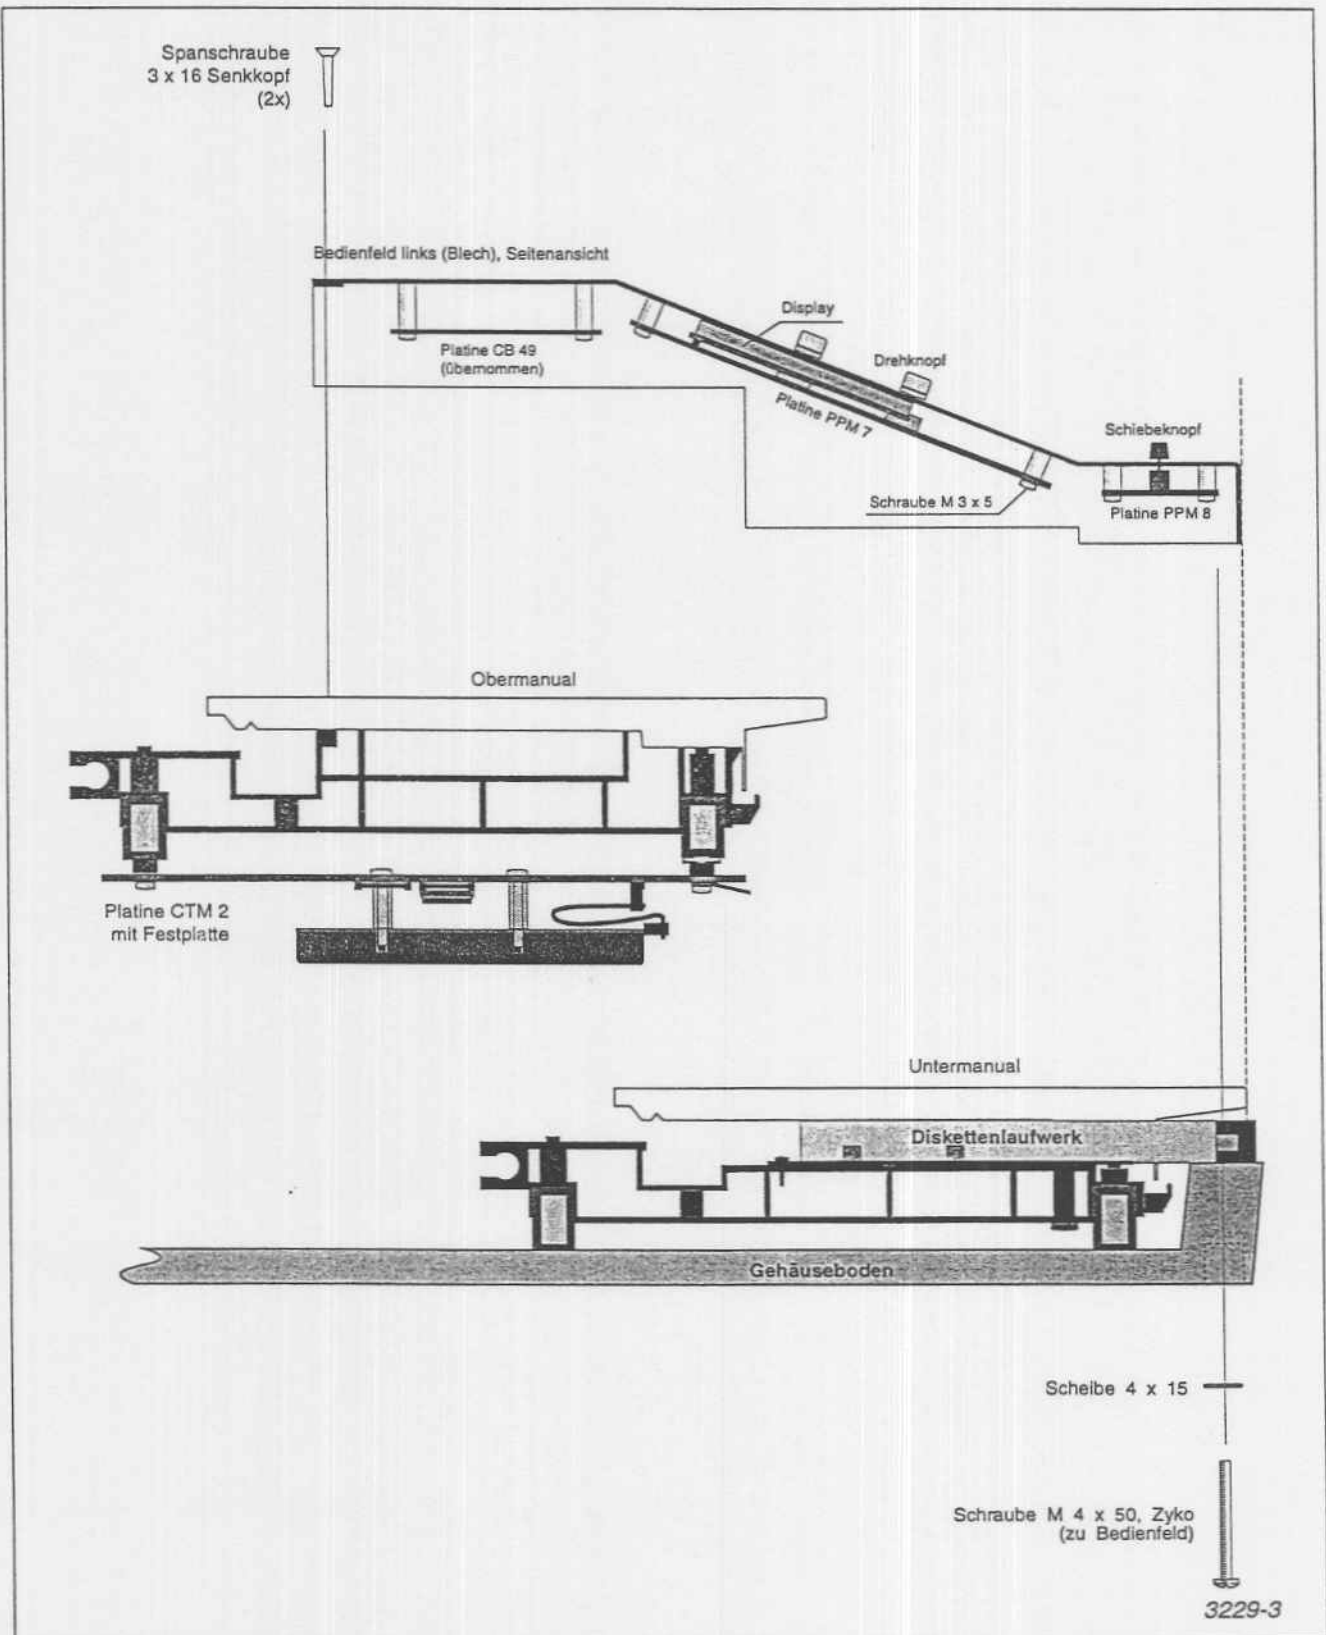 Spanschraube
3 x 16 Senkkopf
(2x)
Bedienfeld links (Blech), Seitenansicht
Display
Platine CB 49
(übernommen)
Drehknopf
Platine PPM 7
Schiebeknopf
Schraube M 3 x 5
Platine PPM 8
Obermanual
Platine CTM 2
mit Festplatte
Untermanual
Diskettenlaufwerk
Gehäuseboden
Scheibe 4 x 15
Schraube M 4 x 50, Zyko
(zu Bedienfeld)
3229-3